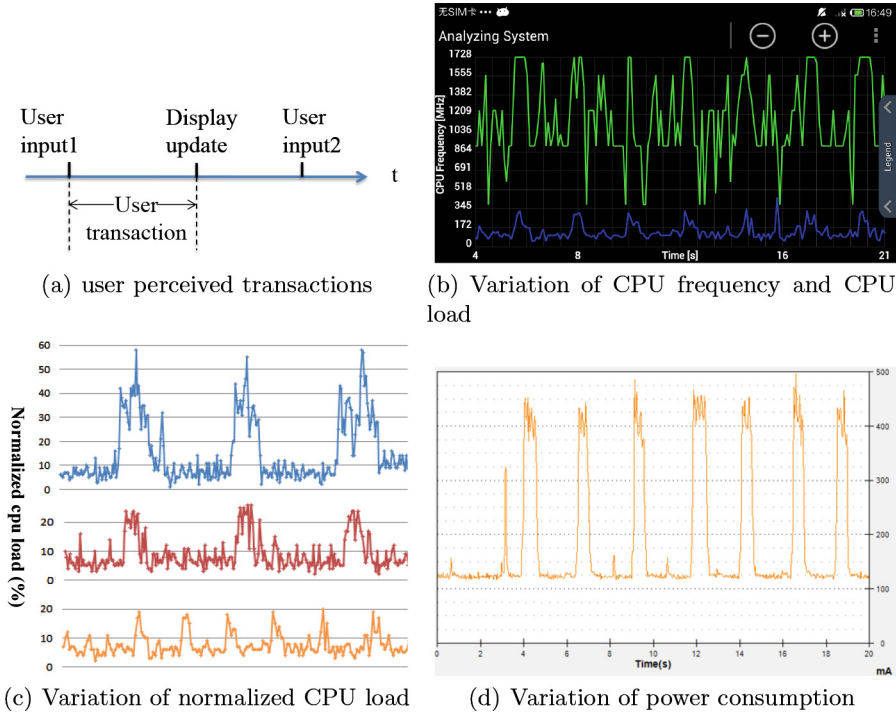 User
input1
Display
update
User
input2
t
User
transaction
(a) user perceived transactions
无SIM卡 ••• 16:49
Analyzing System
CPU Frequency [MHz]
1728
1555
1382
1209
1036
864
691
518
345
172
0
4 8 Time [s] 16 21
Legend
(b) Variation of CPU frequency and CPU
load
Normalized cpu load (%)
60
50
40
30
20
10
0
20
10
0
20
10
0
(c) Variation of normalized CPU load
500
400
300
200
100
0 2 4 6 8 10 12 14 16 18 20
Time(s)
mA
(d) Variation of power consumption